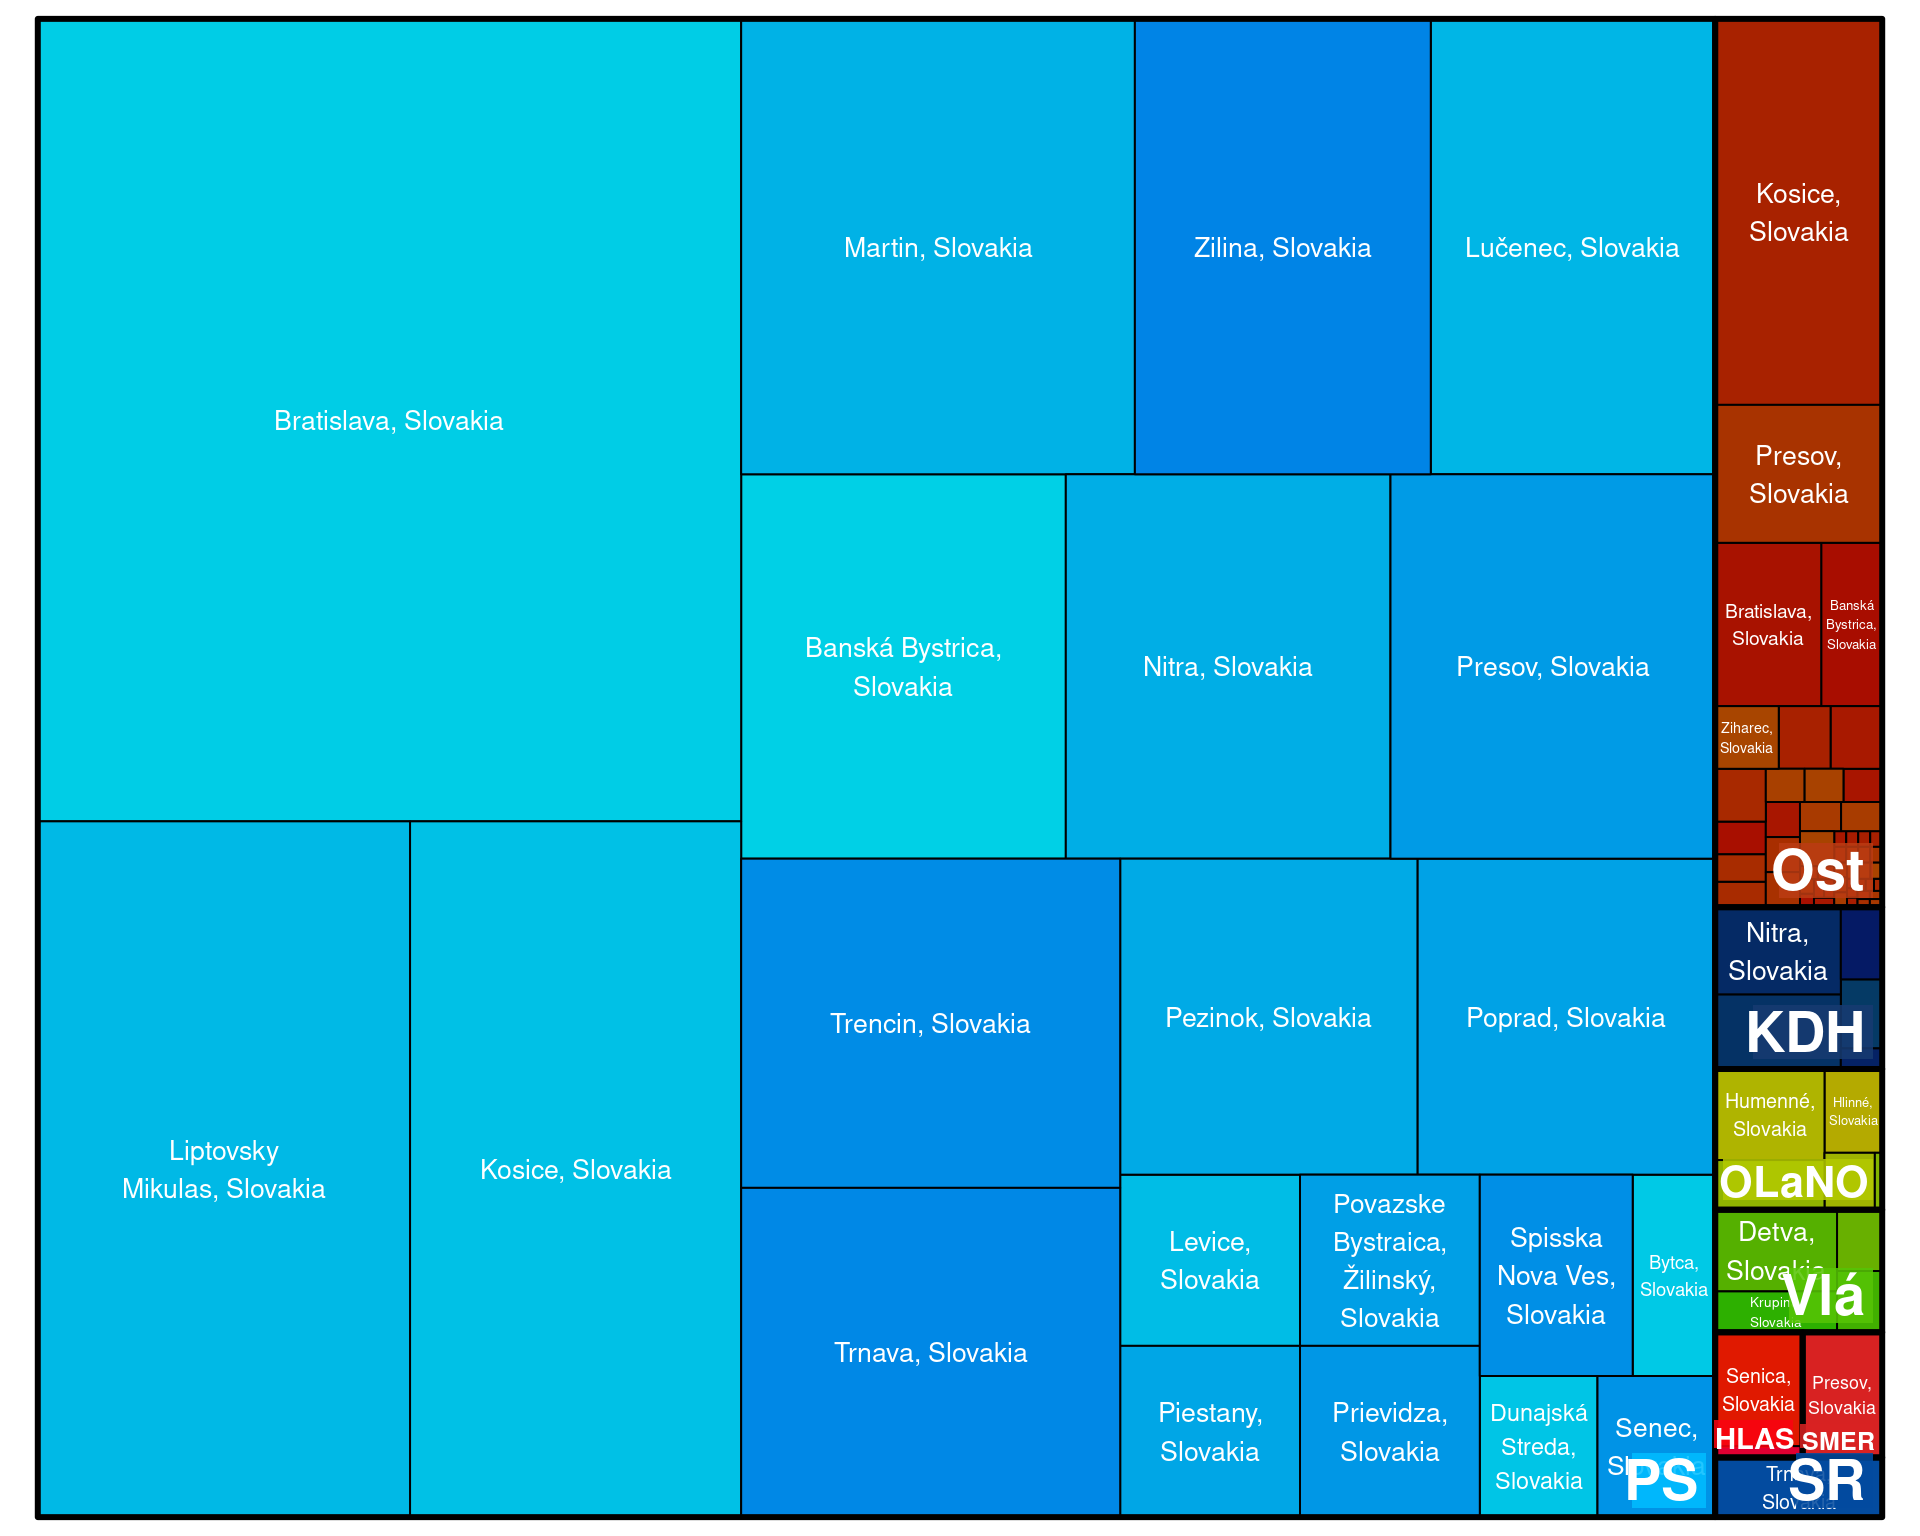 Bratislava, Slovakia
Liptovsky
Mikulas, Slovakia
Kosice, Slovakia
Martin, Slovakia
Zilina, Slovakia
Lučenec, Slovakia
Banská Bystrica,
Slovakia
Nitra, Slovakia
Presov, Slovakia
Trencin, Slovakia
Trnava, Slovakia
Pezinok, Slovakia
Poprad, Slovakia
Levice,
Slovakia
Povazske
Bystraica,
Žilinský,
Slovakia
Spisska
Nova Ves,
Slovakia
Bytca,
Slovakia
Piestany,
Slovakia
Prievidza,
Slovakia
Dunajská
Streda,
Slovakia
Senec,
Slovakia
PS
Kosice,
Slovakia
Presov,
Slovakia
Bratislava,
Slovakia
Banská
Bystrica,
Slovakia
Ziharec,
Slovakia
Ost
Nitra,
Slovakia
KDH
Humenné,
Slovakia
Hlinné,
Slovakia
OLaNO
Detva,
Slovakia
Slovakia
Vlá
Senica,
Slovakia
HLAS
Presov,
Slovakia
SMER
Slovakia
SR